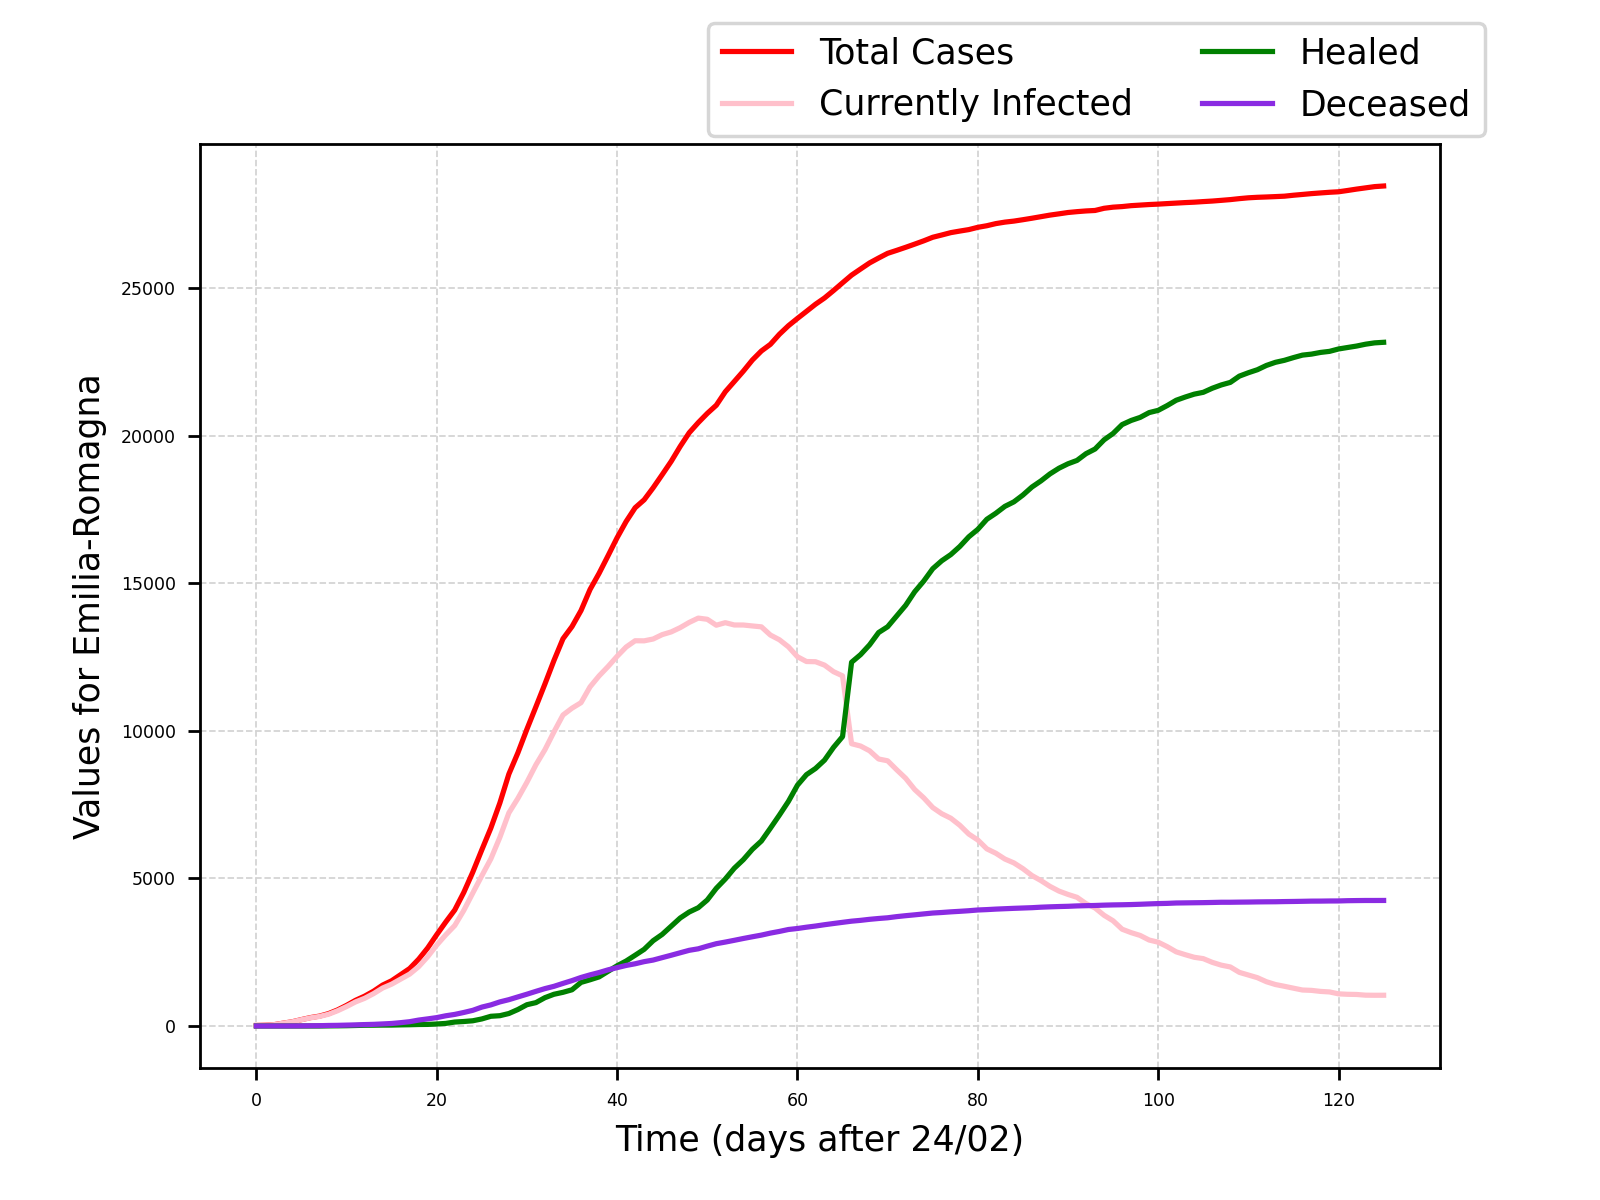 Total Cases
Currently Infected
Healed
Deceased
Values for Emilia-Romagna
25000
20000
15000
10000
5000
0
0 20 40 60 80 100 120
Time (days after 24/02)